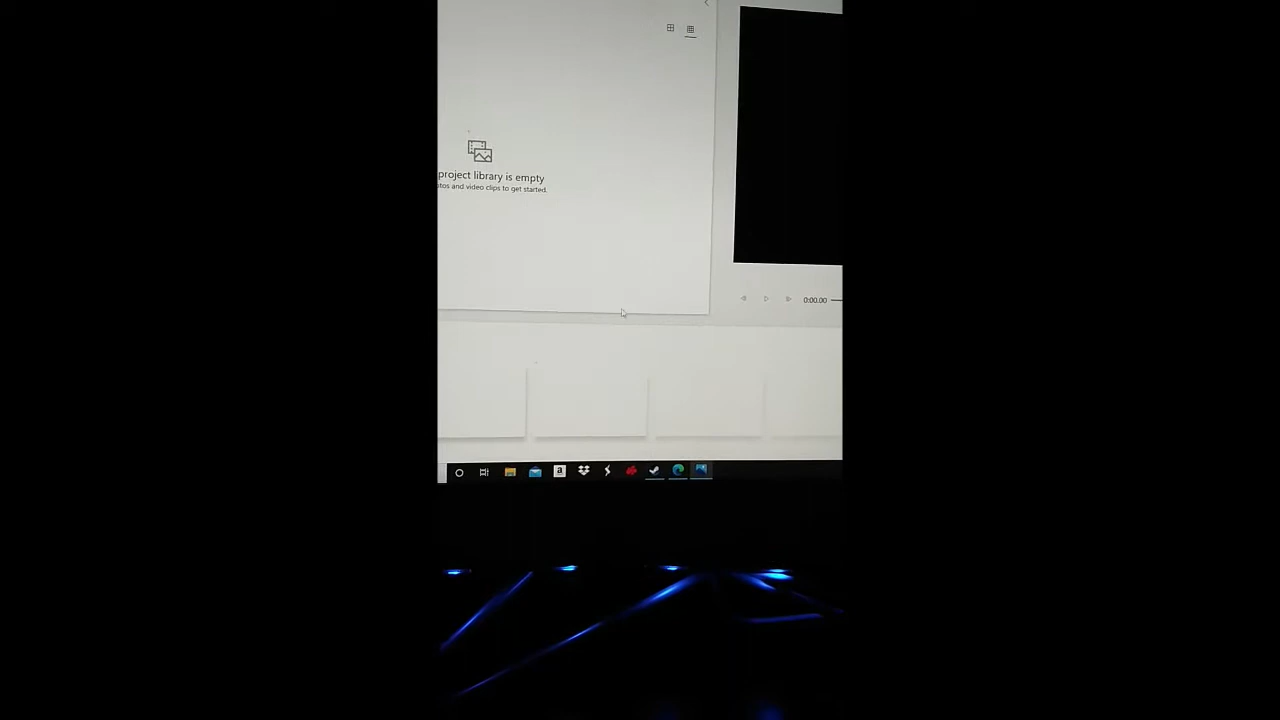 project library is empty
tos and video clips to get started.
0:00.00
a